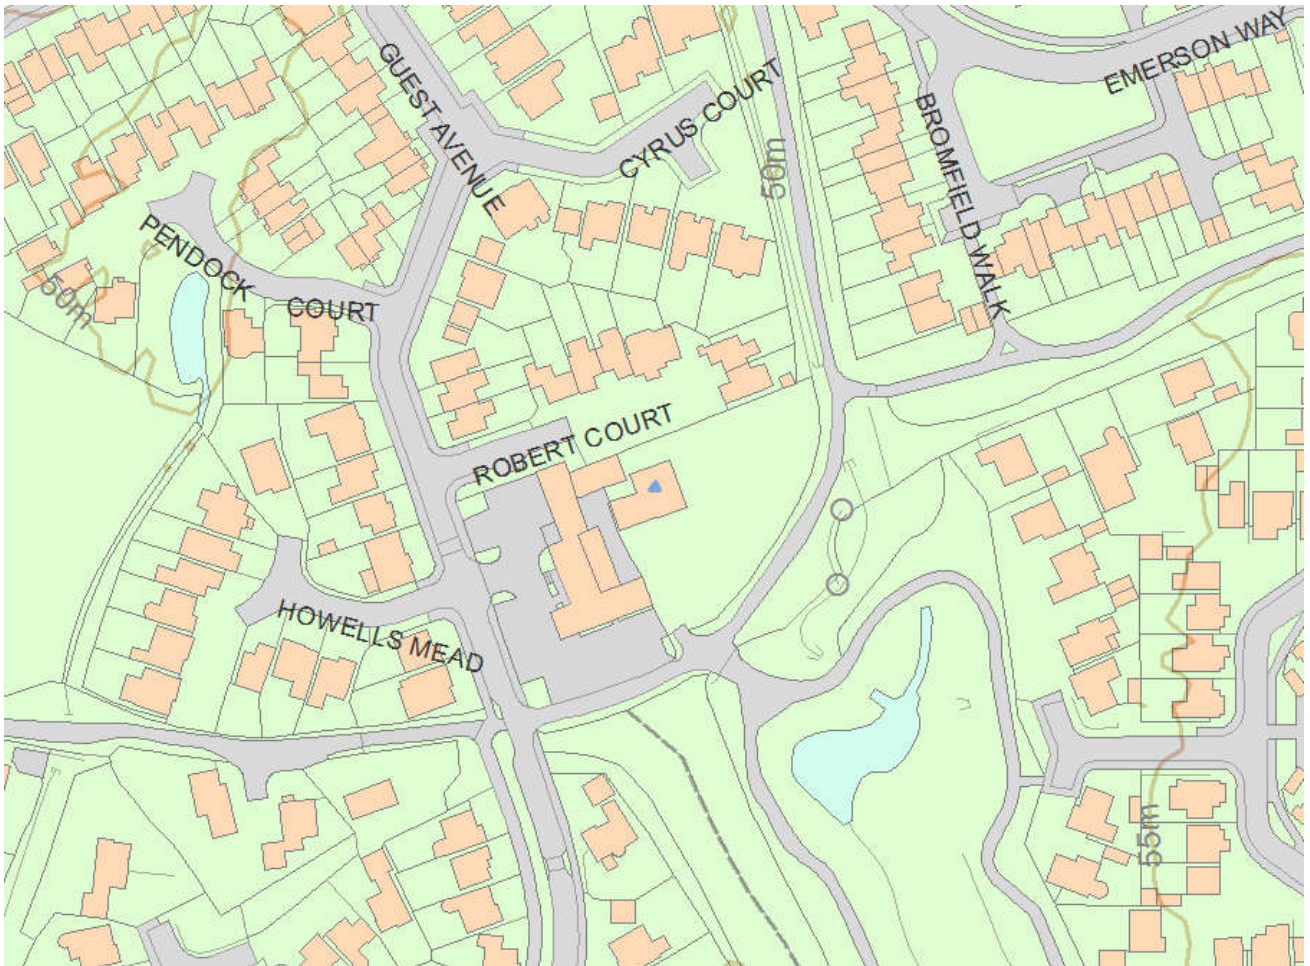 EMERSON WAY
GUEST AVENUE
CYRUS COURT
BROMFIELD WALK
50m
PENDOCK COURT
50m
ROBERT COURT
HOWELLS MEAD
55m